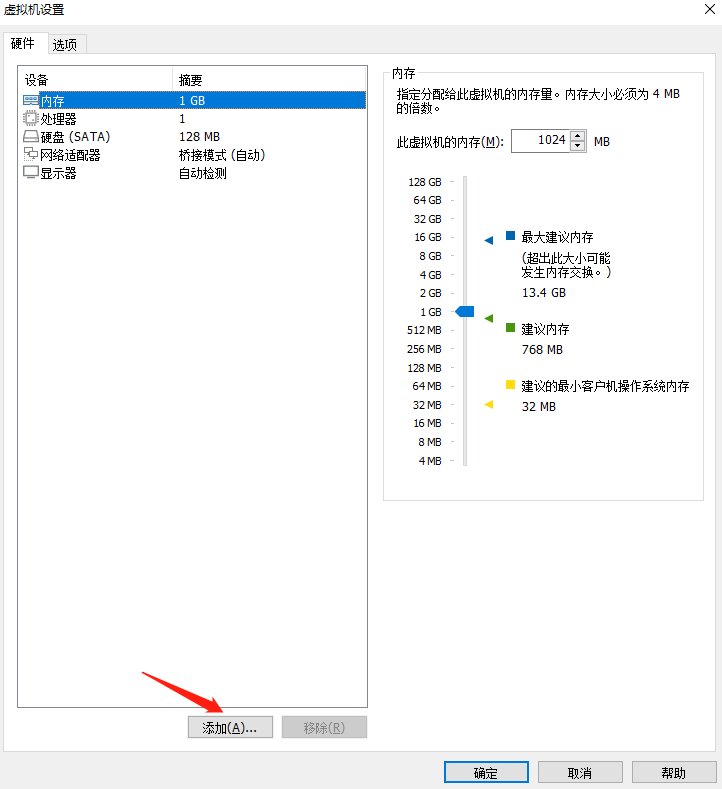 虚拟机设置
硬件 选项
设备 摘要
内存 1 GB
处理器 1
硬盘 (SATA) 128 MB
网络适配器 桥接模式 (自动)
显示器 自动检测
添加(A)... 移除(R)
内存
指定分配给此虚拟机的内存量。内存大小必须为 4 MB
的倍数。
此虚拟机的内存(M): 1024 MB
128 GB
64 GB
32 GB
16 GB
8 GB
4 GB
2 GB
1 GB
512 MB
256 MB
128 MB
64 MB
32 MB
16 MB
8 MB
4 MB
最大建议内存
(超出此大小可能
发生内存交换。)
13.4 GB
建议内存
768 MB
建议的最小客户机操作系统内存
32 MB
确定 取消 帮助